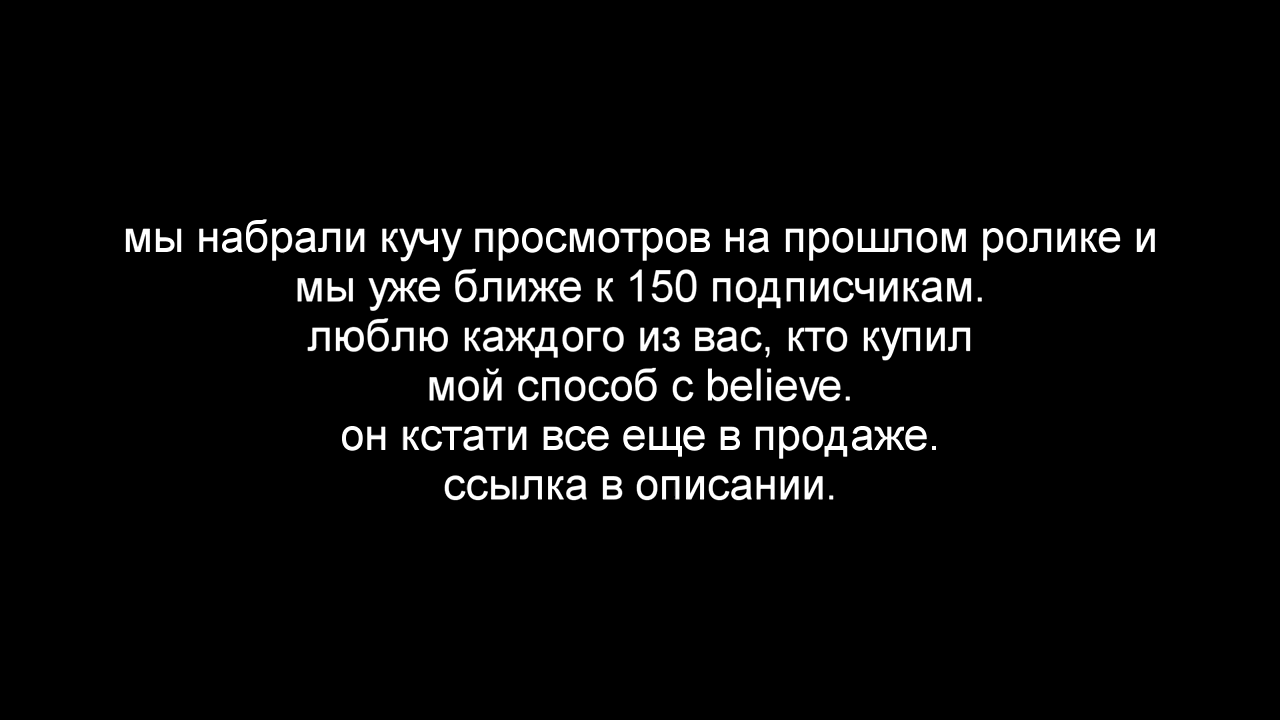 мы набрали кучу просмотров на прошлом ролике и
мы уже ближе к 150 подписчикам.
люблю каждого из вас, кто купил
мой способ с believe.
он кстати все еще в продаже.
ссылка в описании.